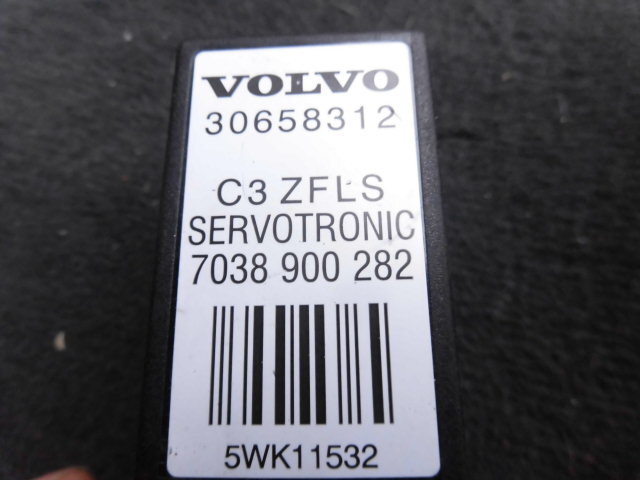 VOLVO
30658312
C3 ZFLS
SERVOTRONIC
7038 900 282
5WK11532